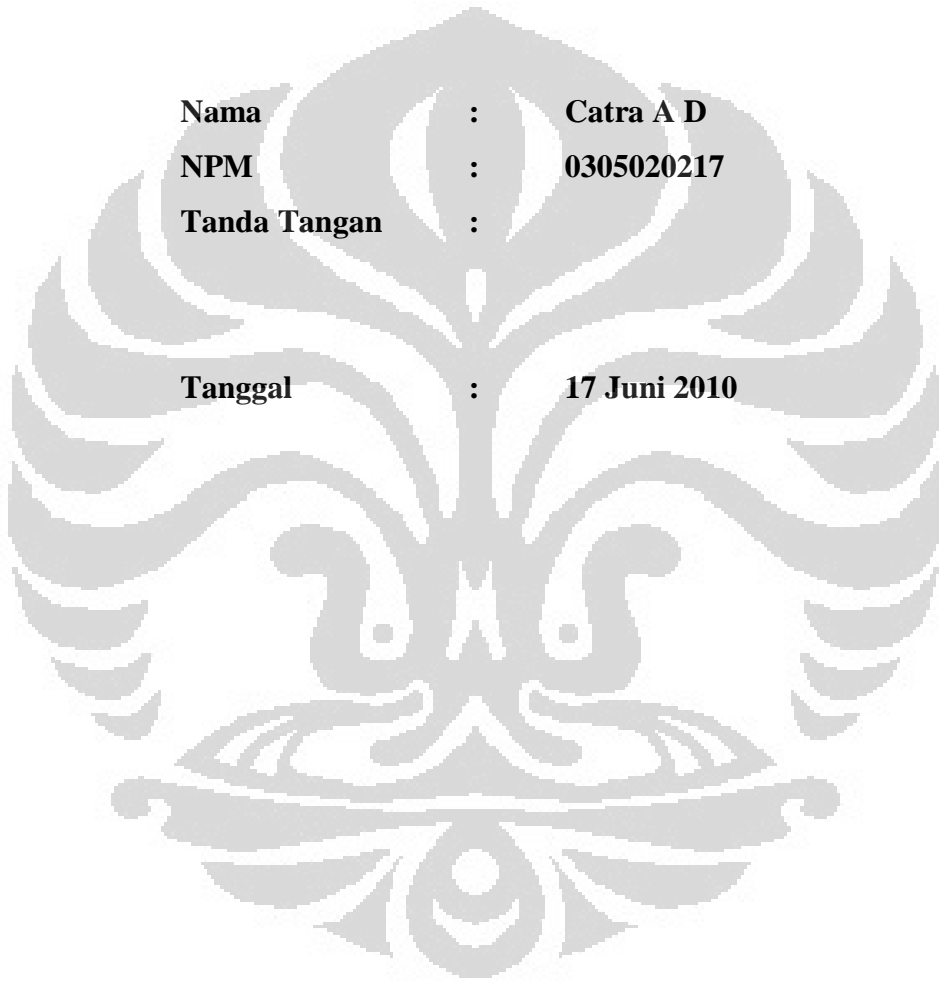 Nama : Catra A D
NPM : 0305020217
Tanda Tangan :
Tanggal : 17 Juni 2010